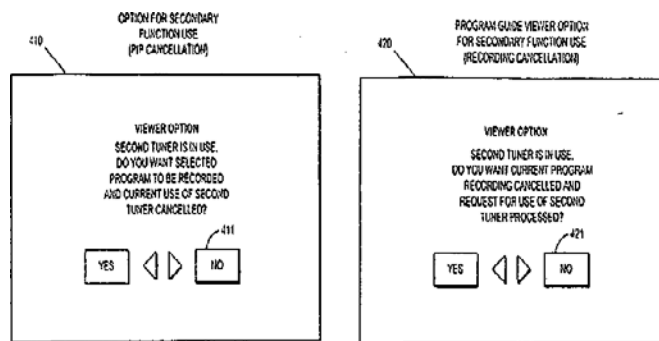 OPTION FOR SECONDARY
FUNCTION USE
(PIP CANCELLATION)
410
VIEWER OPTION
SECOND TUNER IS IN USE.
DO YOU WANT SELECTED
PROGRAM TO BE RECORDED
AND CURRENT USE OF SECOND
TUNER CANCELLED?
411
YES
NO
PROGRAM GUIDE VIEWER OPTION
FOR SECONDARY FUNCTION USE
(RECORDING CANCELLATION)
420
VIEWER OPTION
SECOND TUNER IS IN USE.
DO YOU WANT CURRENT PROGRAM
RECORDING CANCELLED AND
REQUEST FOR USE OF SECOND
TUNER PROCESSED?
421
YES
NO